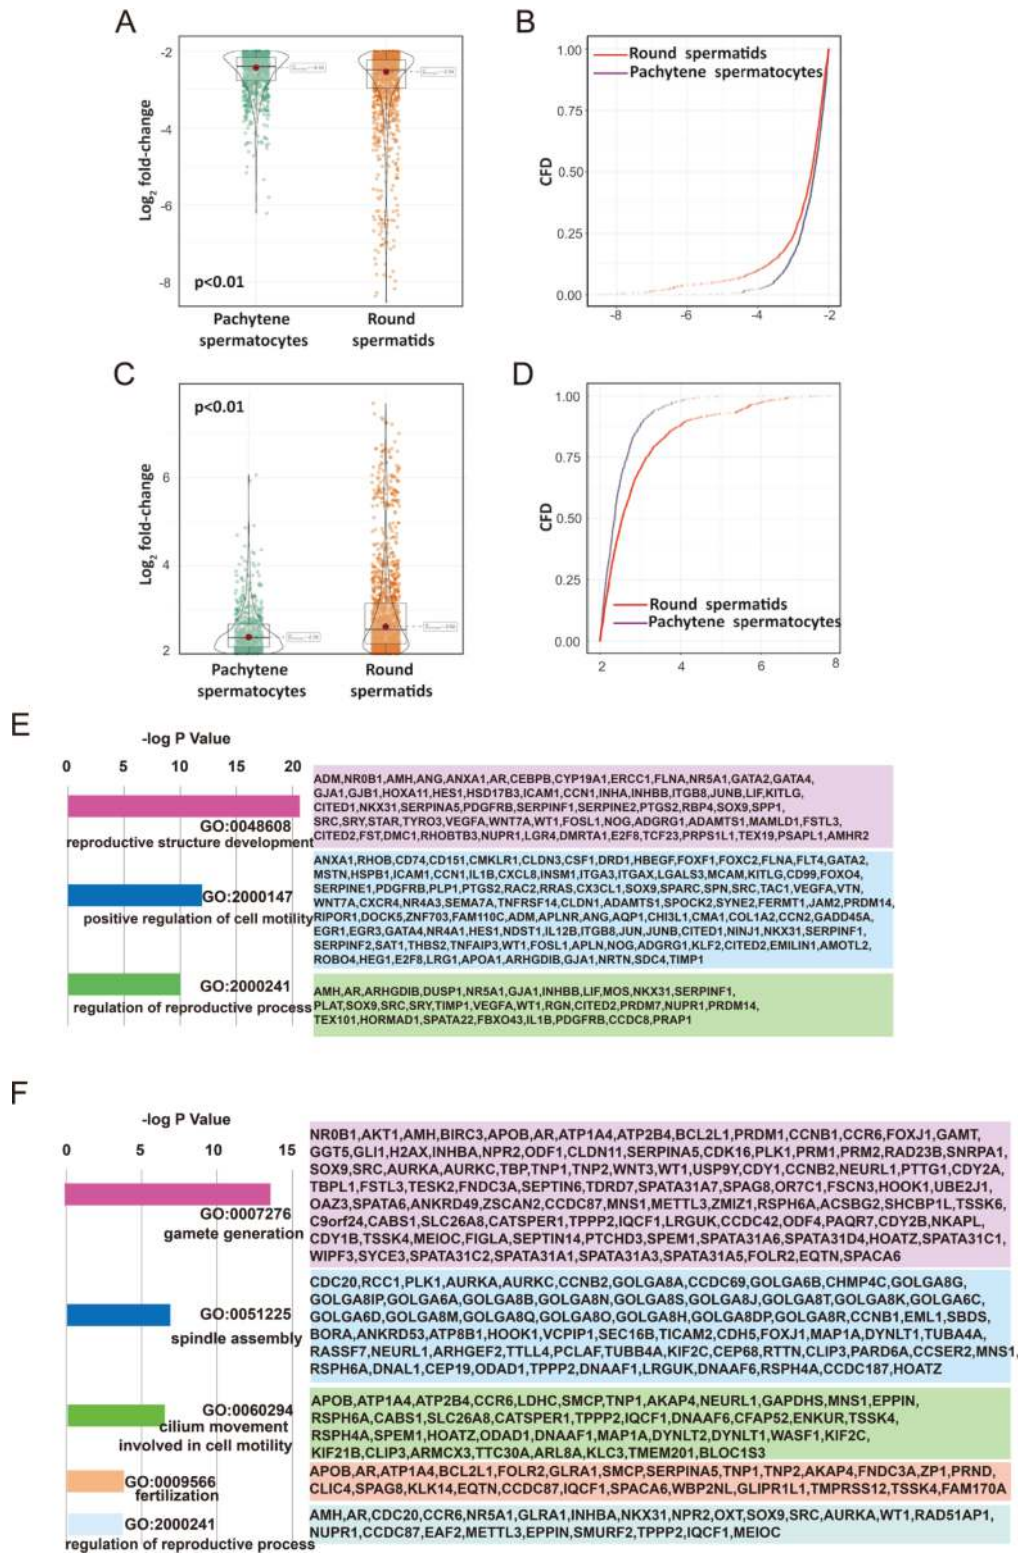 A
B
-2
-4
-6
-8
Log2 fold-change
p<0.01
Pachytene
spermatocytes
Round
spermatids
1.00
0.75
0.50
0.25
0.00
CFD
Round spermatids
Pachytene spermatocytes
-8
-6
-4
-2
C
D
p<0.01
6
4
2
Log2 fold-change
Pachytene
spermatocytes
Round
spermatids
1.00
0.75
0.50
0.25
0.00
CFD
Round spermatids
Pachytene spermatocytes
2
4
6
8
E
-log P Value
0 5 10 15 20
GO:0048608
reproductive structure development
ADM,NR0B1,AMH,ANG,ANXA1,AR,CEBPB,CYP19A1,ERCC1,FLNA,NR5A1,GATA2,GATA4,
GJA1,GJB1,HOXA11,HES1,HSD17B3,ICAM1,CCN1,INHA,INHBB,ITGB8,JUNB,LIF,KITLG,
CITED1,NKX31,SERPINA5,PDGFRB,SERPINF1,SERPINE2,PTGS2,RBP4,SOX9,SPP1,
SRC,SRY,STAR,TYRO3,VEGFA,WNT7A,WT1,FOSL1,NOG,ADGRG1,ADAMTS1,MAMLD1,FSTL3,
CITED2,FST,DMC1,RHOBTB3,NUPR1,LGR4,DMRTA1,E2F8,TCF23,PRPS1L1,TEX19,PSAPL1,AMHR2
GO:2000147
positive regulation of cell motility
ANXA1,RHOB,CD74,CD151,CMKLR1,CLDN3,CSF1,DRD1,HBEGF,FOXF1,FOXC2,FLNA,FLT4,GATA2,
MSTN,HSPB1,ICAM1,CCN1,IL1B,CXCL8,INSM1,ITGA3,ITGAX,LGALS3,MCAM,KITLG,CD99,FOXO4,
SERPINE1,PDGFRB,PLP1,PTGS2,RAC2,RRAS,CX3CL1,SOX9,SPARC,SPN,SRC,TAC1,VEGFA,VTN,
WNT7A,CXCR4,NR4A3,SEMA7A,TNFRSF14,CLDN1,ADAMTS1,SPOCK2,SYNE2,FERMT1,JAM2,PRDM14,
RIPOR1,DOCK5,ZNF703,FAM110C,ADM,APLNR,ANG,AQP1,CHI3L1,CMA1,COL1A2,CCN2,GADD45A,
EGR1,EGR3,GATA4,NR4A1,HES1,NDST1,IL12B,ITGB8,JUN,JUNB,CITED1,NINJ1,NKX31,SERPINF1,
SERPINF2,SAT1,THBS2,TNFAIP3,WT1,FOSL1,APLN,NOG,ADGRG1,KLF2,CITED2,EMILIN1,AMOTL2,
ROBO4,HEG1,E2F8,LRG1,APOA1,ARHGDIB,GJA1,NRTN,SDC4,TIMP1
GO:2000241
regulation of reproductive process
AMH,AR,ARHGDIB,DUSP1,NR5A1,GJA1,INHBB,LIF,MOS,NKX31,SERPINF1,
PLAT,SOX9,SRC,SRY,TIMP1,VEGFA,WT1,RGN,CITED2,PRDM7,NUPR1,PRDM14,
TEX101,HORMAD1,SPATA22,FBXO43,IL1B,PDGFRB,CCDC8,PRAP1
F
-log P Value
0 5 10 15
GO:0007276
gamete generation
NR0B1,AKT1,AMH,BIRC3,APOB,AR,ATP1A4,ATP2B4,BCL2L1,PRDM1,CCNB1,CCR6,FOXJ1,GAMT,
GGT5,GLI1,H2AX,INHBA,NPR2,ODF1,CLDN11,SERPINA5,CDK16,PLK1,PRM1,PRM2,RAD23B,SNRPA1,
SOX9,SRC,AURKA,AURKC,TBP,TNP1,TNP2,WNT3,WT1,USP9Y,CDY1,CCNB2,NEURL1,PTTG1,CDY2A,
TBPL1,FSTL3,TESK2,FNDC3A,SEPTIN6,TDRD7,SPATA31A7,SPAG8,OR7C1,FSCN3,HOOK1,UBE2J1,
OAZ3,SPATA6,ANKRD49,ZSCAN2,CCDC87,MNS1,METTL3,ZMIZ1,RSPH6A,ACSBG2,SHCBP1L,TSSK6,
C9orf24,CABS1,SLC26A8,CATSPER1,TPPP2,IQCF1,LRGUK,CCDC42,ODF4,PAQR7,CDY2B,NKAPL,
CDY1B,TSSK4,MEIOC,FIGLA,SEPTIN14,PTCHD3,SPEM1,SPATA31A6,SPATA31D4,HOATZ,SPATA31C1,
WIPF3,SYCE3,SPATA31C2,SPATA31A1,SPATA31A3,SPATA31A5,FOLR2,EQTN,SPACA6
GO:0051225
spindle assembly
CDC20,RCC1,PLK1,AURKA,AURKC,CCNB2,GOLGA8A,CCDC69,GOLGA6B,CHMP4C,GOLGA8G,
GOLGA8IP,GOLGA6A,GOLGA8B,GOLGA8N,GOLGA8S,GOLGA8J,GOLGA8T,GOLGA8K,GOLGA6C,
GOLGA6D,GOLGA8M,GOLGA8Q,GOLGA8O,GOLGA8H,GOLGA8DP,GOLGA8R,CCNB1,EML1,SBDS,
BORA,ANKRD53,ATP8B1,HOOK1,VCPIP1,SEC16B,TICAM2,CDH5,FOXJ1,MAP1A,DYNLT1,TUBA4A,
RASSF7,NEURL1,ARHGEF2,TTLL4,PCLAF,TUBB4A,KIF2C,CEP68,RTTN,CLIP3,PARD6A,CCSER2,MNS1,
RSPH6A,DNAL1,CEP19,ODAD1,TPPP2,DNAAF1,LRGUK,DNAAF6,RSPH4A,CCDC187,HOATZ
GO:0060294
cilium movement
involved in cell motility
APOB,ATP1A4,ATP2B4,CCR6,LDHC,SMCP,TNP1,AKAP4,NEURL1,GAPDHS,MNS1,EPPIN,
RSPH6A,CABS1,SLC26A8,CATSPER1,TPPP2,IQCF1,DNAAF6,CFAP52,ENKUR,TSSK4,
RSPH4A,SPEM1,HOATZ,ODAD1,DNAAF1,MAP1A,DYNLT2,DYNLT1,WASF1,KIF2C,
KIF21B,CLIP3,ARMCX3,TTC30A,ARL8A,KLC3,TMEM201,BLOC1S3
GO:0009566
fertilization
APOB,AR,ATP1A4,BCL2L1,FOLR2,GLRA1,SMCP,SERPINA5,TNP1,TNP2,AKAP4,FNDC3A,ZP1,PRND,
CLIC4,SPAG8,KLK14,EQTN,CCDC87,IQCF1,SPACA6,WBP2NL,GLIPR1L1,TMPRSS12,TSSK4,FAM170A
GO:2000241
regulation of reproductive process
AMH,AR,CDC20,CCR6,NR5A1,GLRA1,INHBA,NKX31,NPR2,OXT,SOX9,SRC,AURKA,WT1,RAD51AP1,
NUPR1,CCDC87,EAF2,METTL3,EPPIN,SMURF2,TPPP2,IQCF1,MEIOC